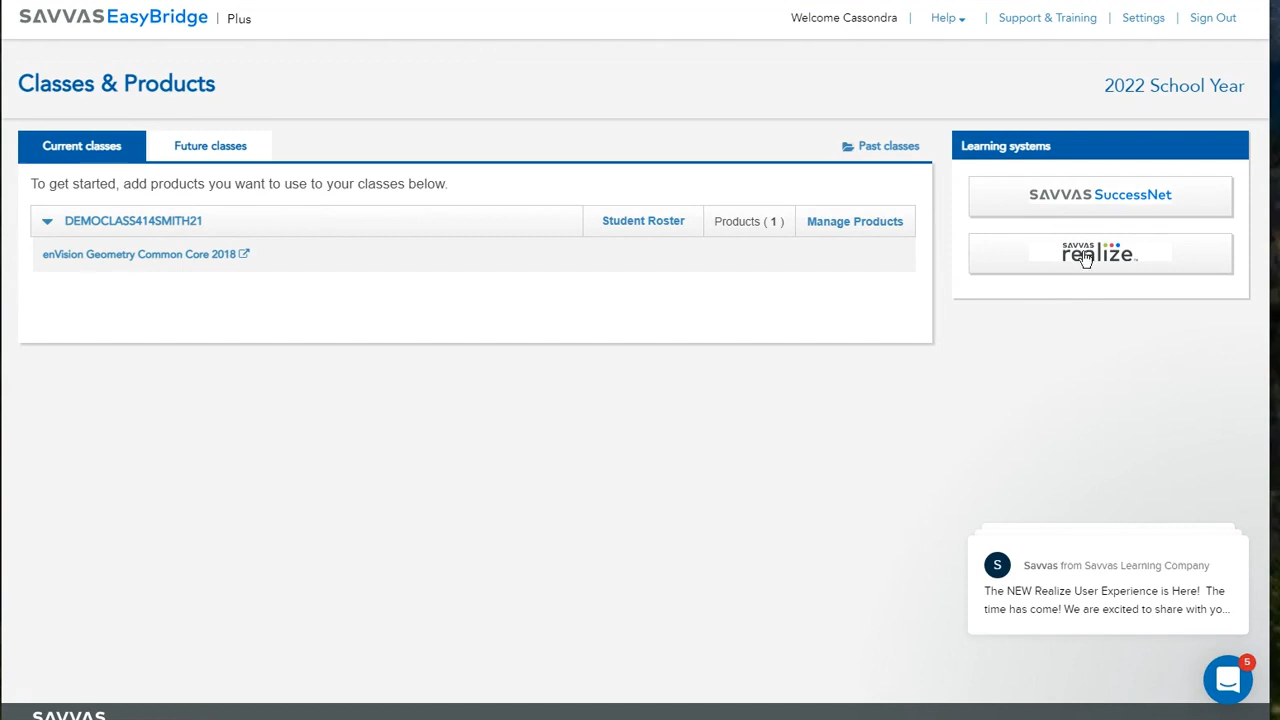 SAVVAS EasyBridge | Plus
Welcome Cassondra | Help | Support & Training | Settings | Sign Out
Classes & Products
2022 School Year
Current classes
Future classes
Past classes
To get started, add products you want to use to your classes below.
DEMOCLASS414SMITH21
Student Roster
Products ( 1 )
Manage Products
enVision Geometry Common Core 2018
Learning systems
SAVVAS SuccessNet
SAVVAS
realize™
S
Savvas from Savvas Learning Company
The NEW Realize User Experience is Here! The
time has come! We are excited to share with yo...
5
SAVVAS